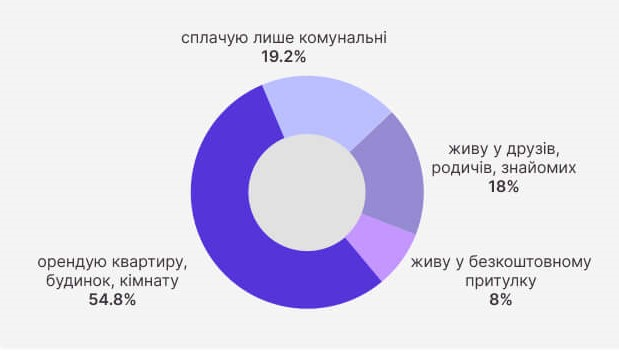 сплачую лише комунальні
19.2%
живу у друзів,
родичів, знайомих
18%
орендую квартиру,
будинок, кімнату
54.8%
живу у безкоштовному
притулку
8%